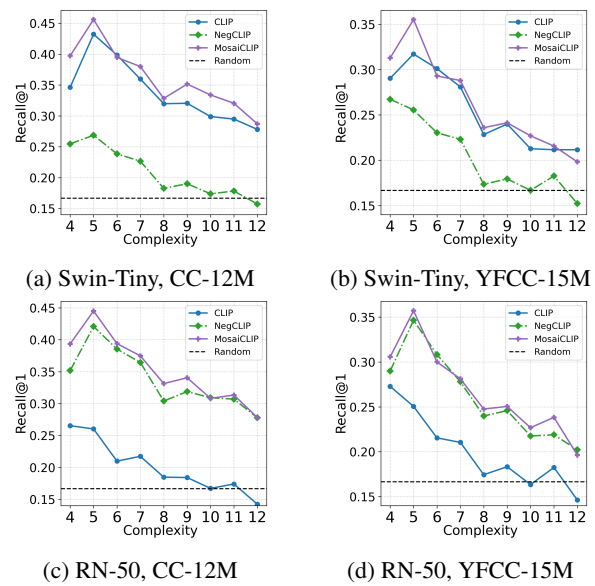 CLIP
NegCLIP
MosaiCLIP
Random
Recall@1
0.45
0.40
0.35
0.30
0.25
0.20
0.15
4 5 6 7 8 9 10 11 12
Complexity
(a) Swin-Tiny, CC-12M
CLIP
NegCLIP
MosaiCLIP
Random
Recall@1
0.35
0.30
0.25
0.20
0.15
4 5 6 7 8 9 10 11 12
Complexity
(b) Swin-Tiny, YFCC-15M
CLIP
NegCLIP
MosaiCLIP
Random
Recall@1
0.45
0.40
0.35
0.30
0.25
0.20
0.15
4 5 6 7 8 9 10 11 12
Complexity
(c) RN-50, CC-12M
CLIP
NegCLIP
MosaiCLIP
Random
Recall@1
0.35
0.30
0.25
0.20
0.15
4 5 6 7 8 9 10 11 12
Complexity
(d) RN-50, YFCC-15M